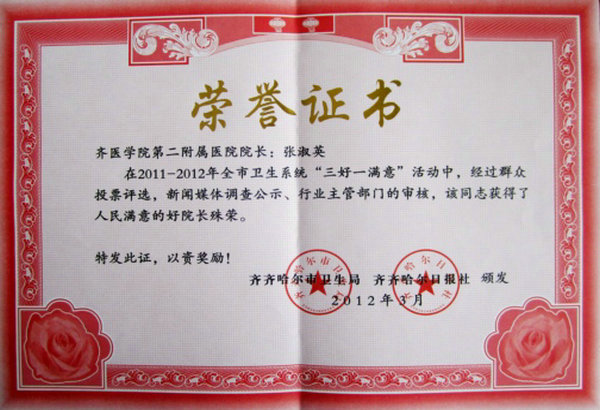 荣誉证书
齐医学院第二附属医院院长：张淑英
在2011-2012年全市卫生系统“三好一满意”活动中，经过群众
投票评选，新闻媒体调查公示、行业主管部门的审核，该同志获得了
人民满意的好院长殊荣。
特发此证，以资奖励！
齐齐哈尔市卫生局 齐齐哈尔日报社 颁发
2012年3月